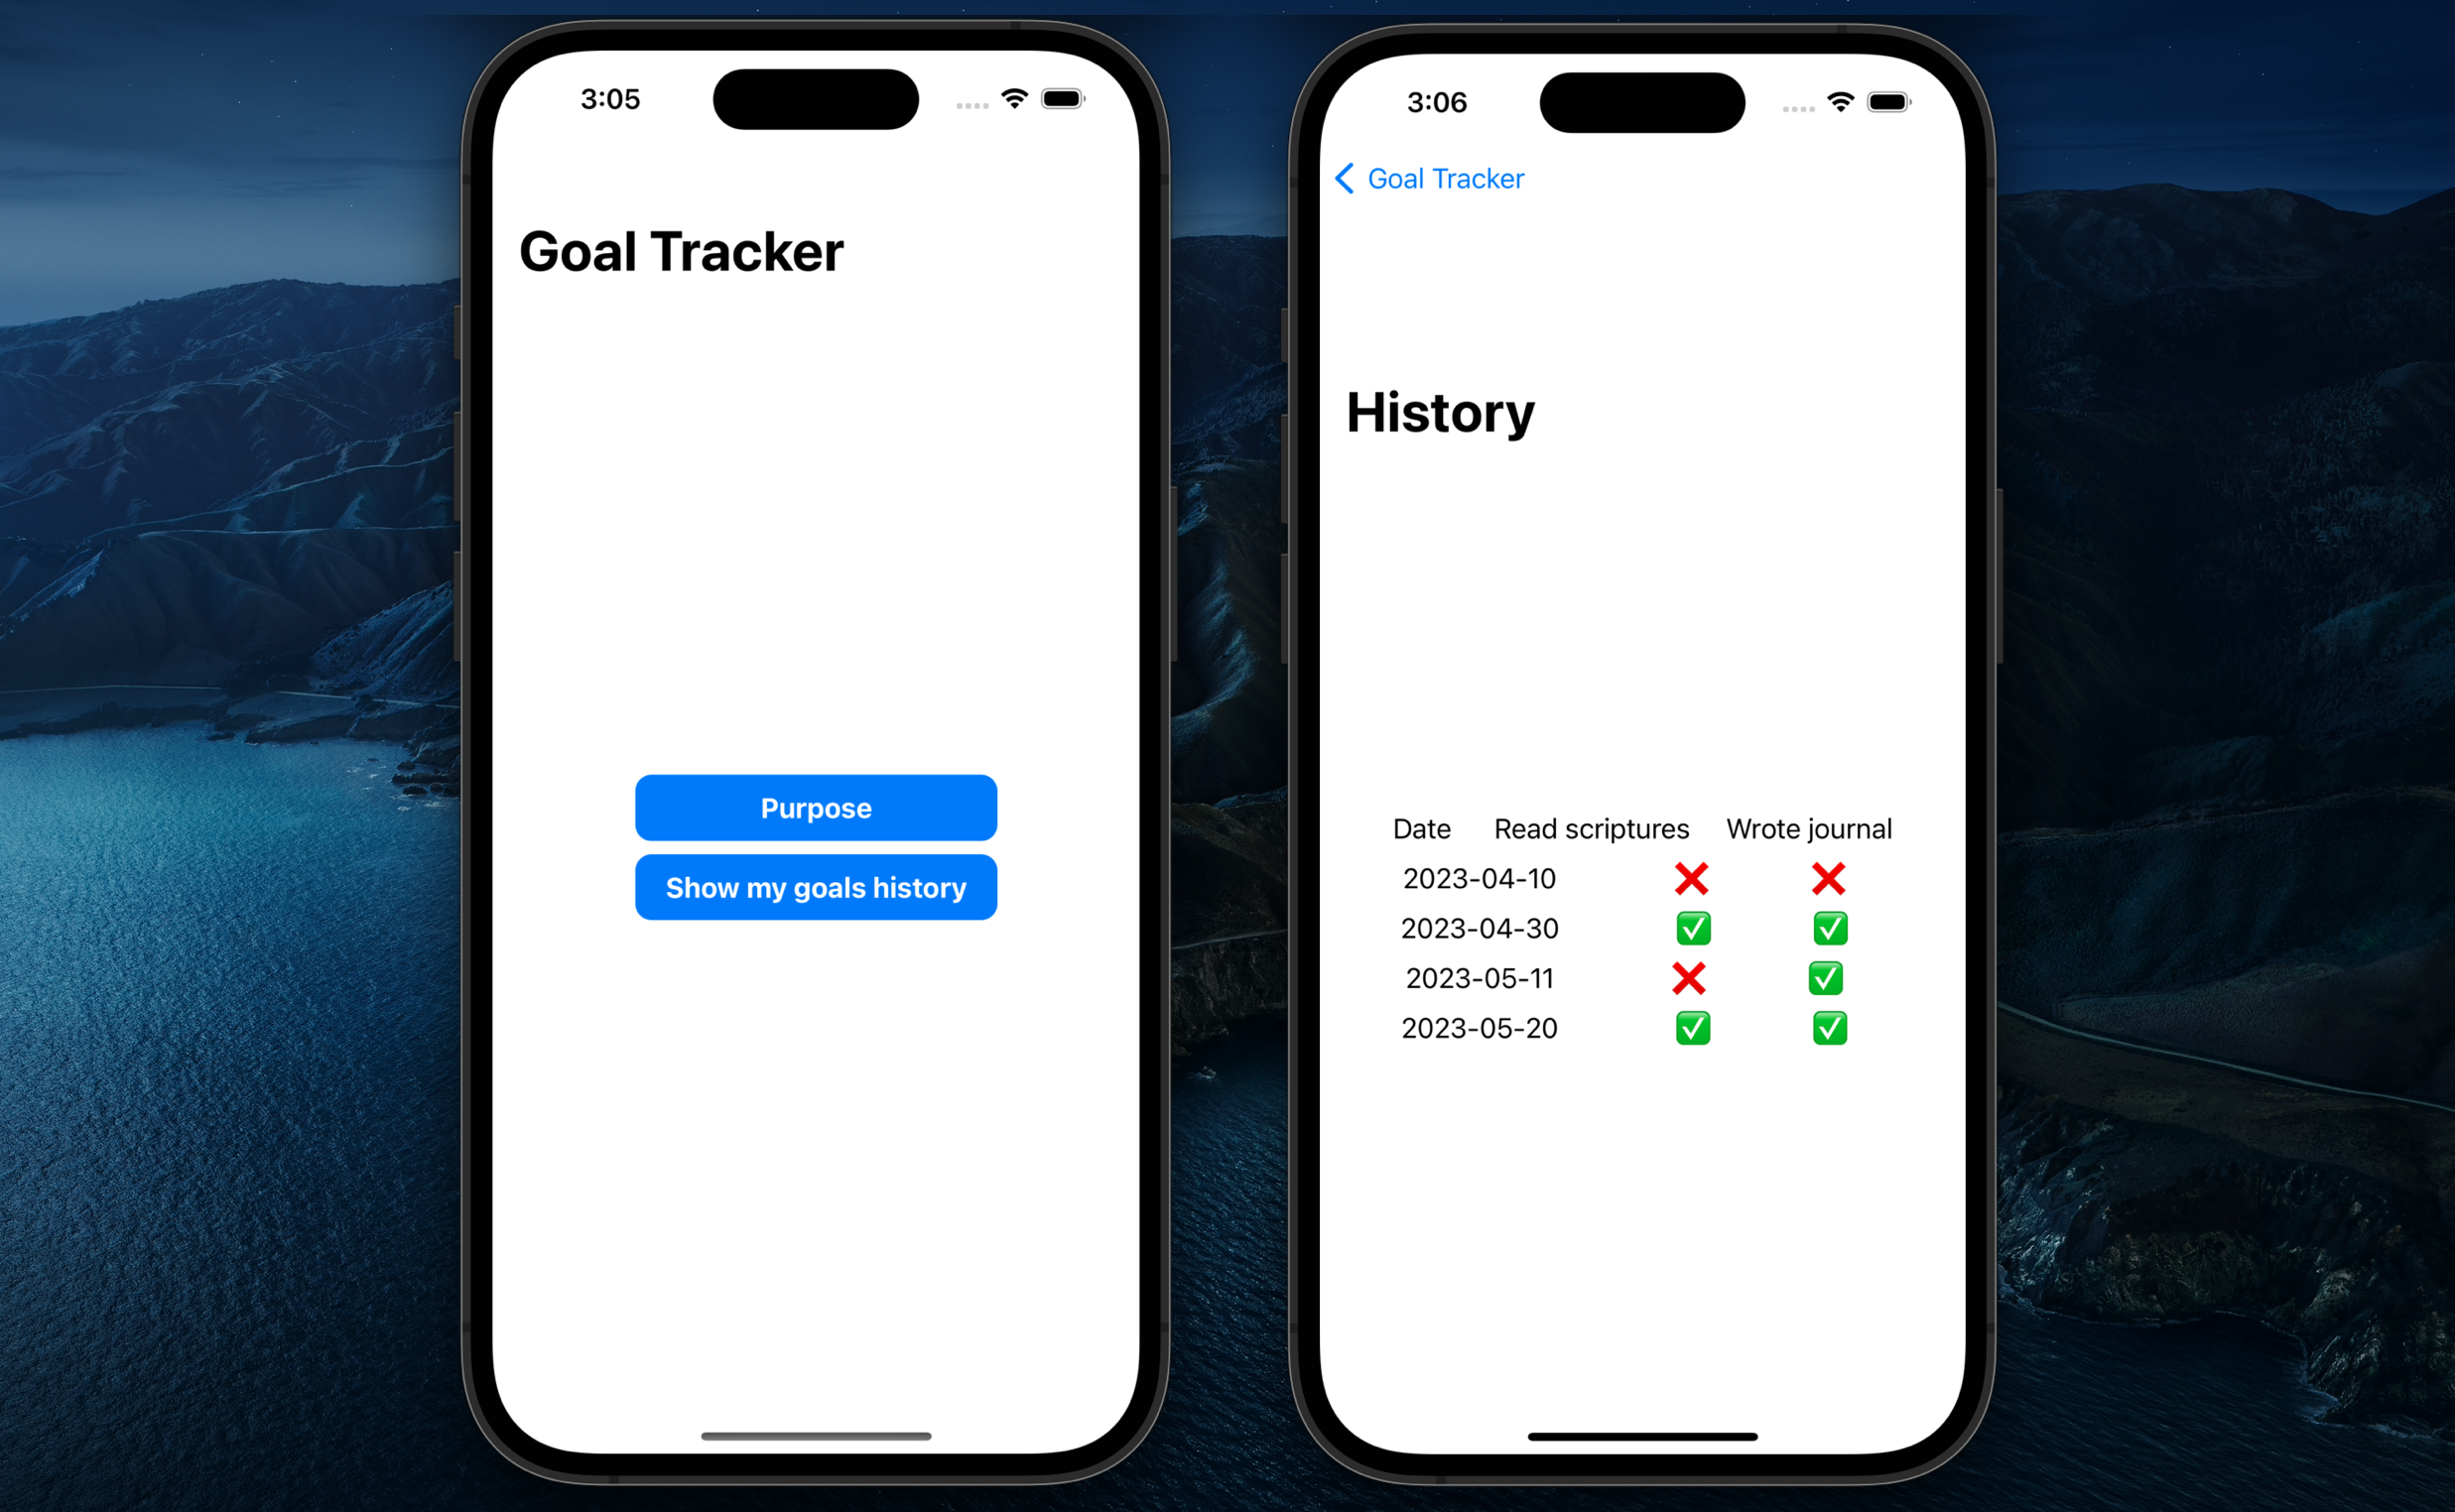 3:05
Goal Tracker
Purpose
Show my goals history
3:06
Goal Tracker
History
Date Read scriptures Wrote journal
2023-04-10 ❌ ❌
2023-04-30 ✅ ✅
2023-05-11 ❌ ✅
2023-05-20 ✅ ✅